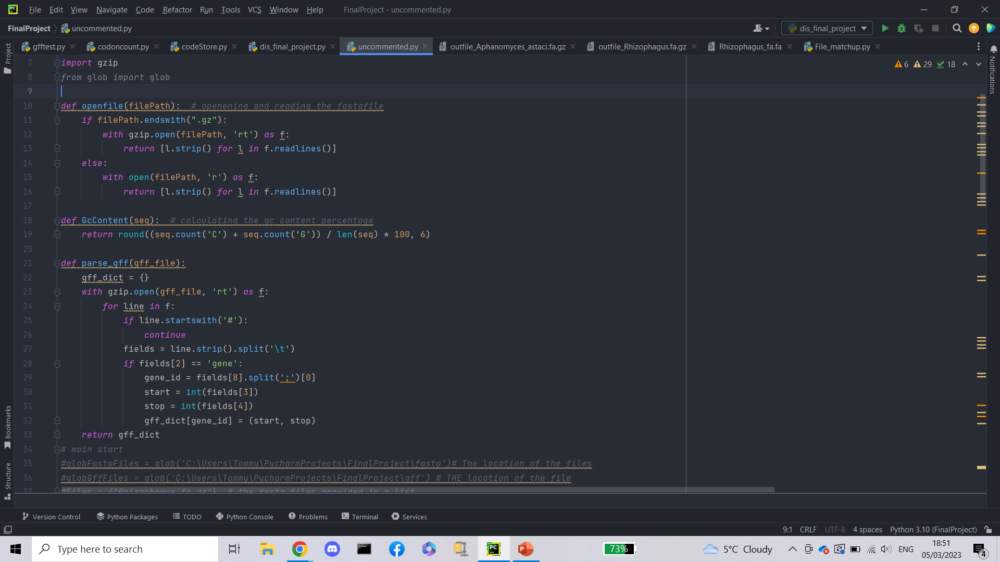 PC File Edit View Navigate Code Refactor Run Tools VCS Window Help FinalProject - uncommented.py
FinalProject uncommented.py dis_final_project
gfftest.py codoncount.py codeStore.py dis_final_project.py uncommented.py outfile_Aphanomyces_astaci.fa.gz outfile_Rhizophagus.fa.gz Rhizophagus_fa.fa File_matchup.py
Project
Notifications
6 29 18
7 import gzip
8 from glob import glob
9
10 def openfile(filePath):  # openening and reading the fastafile
11     if filePath.endswith(".gz"):
12         with gzip.open(filePath, 'rt') as f:
13             return [l.strip() for l in f.readlines()]
14     else:
15         with open(filePath, 'r') as f:
16             return [l.strip() for l in f.readlines()]
17
18 def GcContent(seq):  # calculating the gc content percentage
19     return round((seq.count('C') + seq.count('G')) / len(seq) * 100, 6)
20
21 def parse_gff(gff_file):
22     gff_dict = {}
23     with gzip.open(gff_file, 'rt') as f:
24         for line in f:
25             if line.startswith('#'):
26                 continue
27             fields = line.strip().split('\t')
28             if fields[2] == 'gene':
29                 gene_id = fields[8].split(';')[0]
30                 start = int(fields[3])
31                 stop = int(fields[4])
32                 gff_dict[gene_id] = (start, stop)
33     return gff_dict
34 # main start
35 #globFastaFiles = glob('C:\Users\Tommy\PycharmProjects\FinalProject\fasta')# The location of the files
36 #globGffFiles = glob('C:\Users\Tommy\PycharmProjects\FinalProject\gff') # THE location of the file
37 #Files = {"Rhizophagus_fa.gz"}  # the fasta files provided in a list
Bookmarks
Structure
Version Control Python Packages TODO Python Console Problems Terminal Services
9:1 CRLF UTF-8 4 spaces Python 3.10 (FinalProject)
Type here to search PC P 73% 5°C Cloudy ENG 18:51
05/03/2023 4